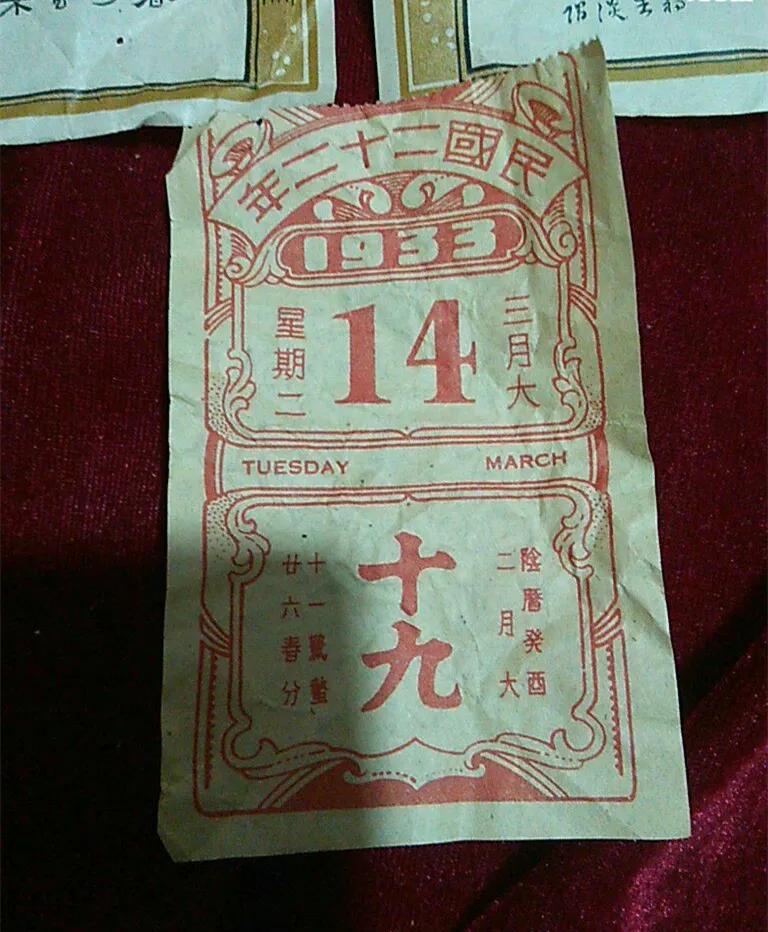 民國二十二年
1933
三月大
14
星期二
TUESDAY MARCH
陰曆癸酉
二月大
十九
十一驚蟄、
廿六春分